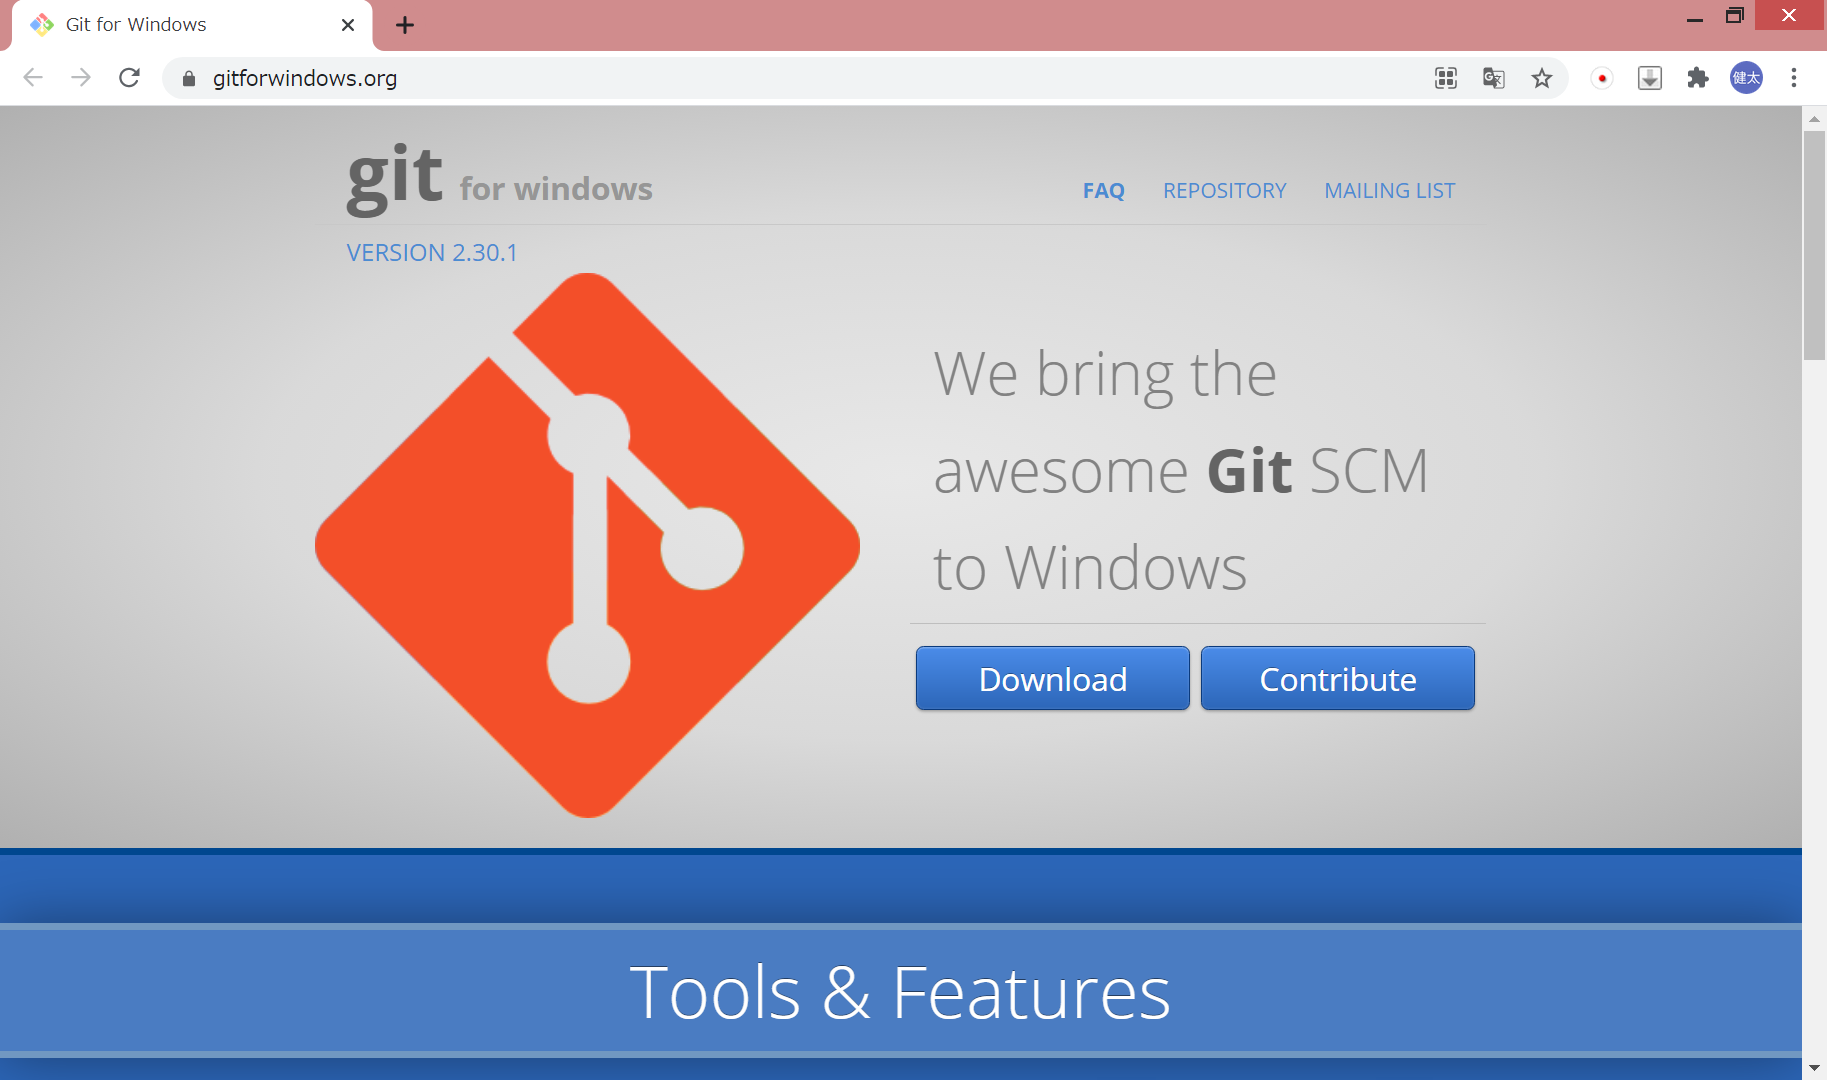 Git for Windows
gitforwindows.org
健太
git for windows
FAQ REPOSITORY MAILING LIST
VERSION 2.30.1
We bring the
awesome Git SCM
to Windows
Download Contribute
Tools & Features